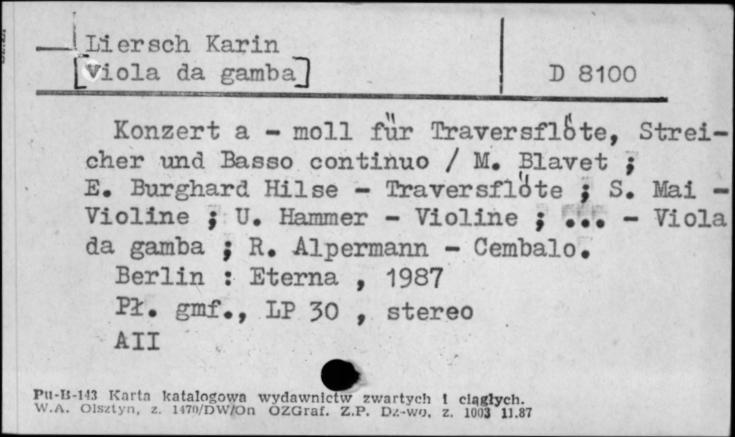 Liersch Karin
[Viola da gamba]
D 8100
Konzert a - moll für Traversflöte, Strei-
cher und Basso continuo / M. Blavet ;
E. Burghard Hilse - Traversflöte ; S. Mai -
Violine ; U. Hammer - Violine ; ... - Viola
da gamba ; R. Alpermann - Cembalo.
Berlin : Eterna , 1987
Pł. gmf., LP 30 , stereo
AII
Pu-B-143 Karta katalogowa wydawnictw zwartych i ciągłych.
W.A. Olsztyn, z. 1470/DW/On OZGraf. Z.P. Dz-wo, z. 1003 11.87